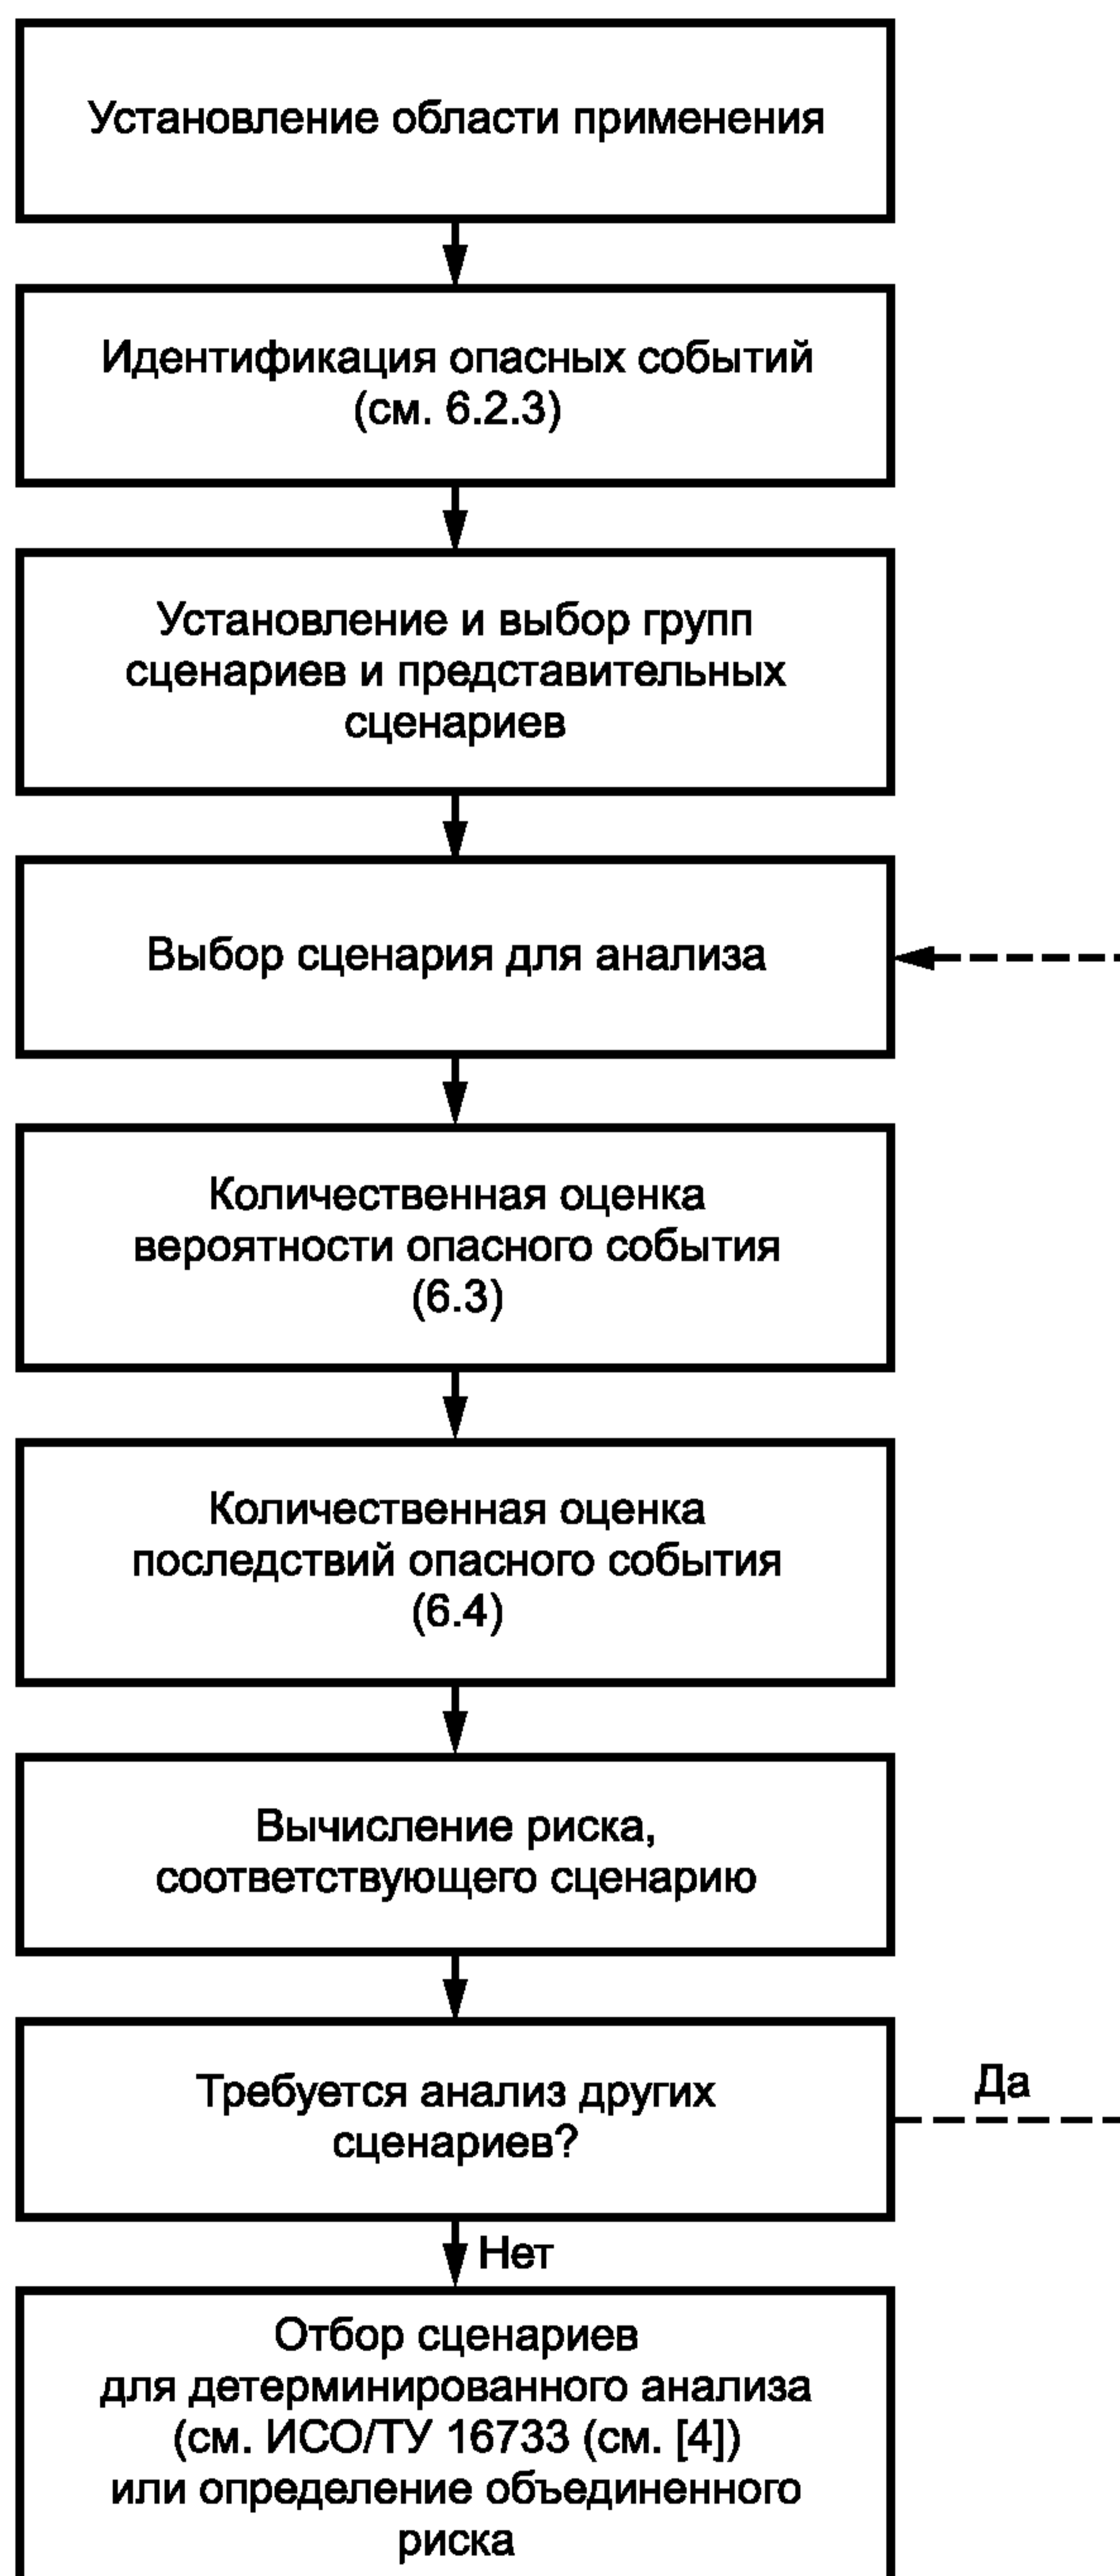 Установление области применения
Идентификация опасных событий
(см. 6.2.3)
Установление и выбор групп
сценариев и представительных
сценариев
Выбор сценария для анализа
Количественная оценка
вероятности опасного события
(6.3)
Количественная оценка
последствий опасного события
(6.4)
Вычисление риска,
соответствующего сценарию
Требуется анализ других
сценариев?
Да
Нет
Отбор сценариев
для детерминированного анализа
(см. ИСО/ТУ 16733 (см. [4])
или определение объединенного
риска